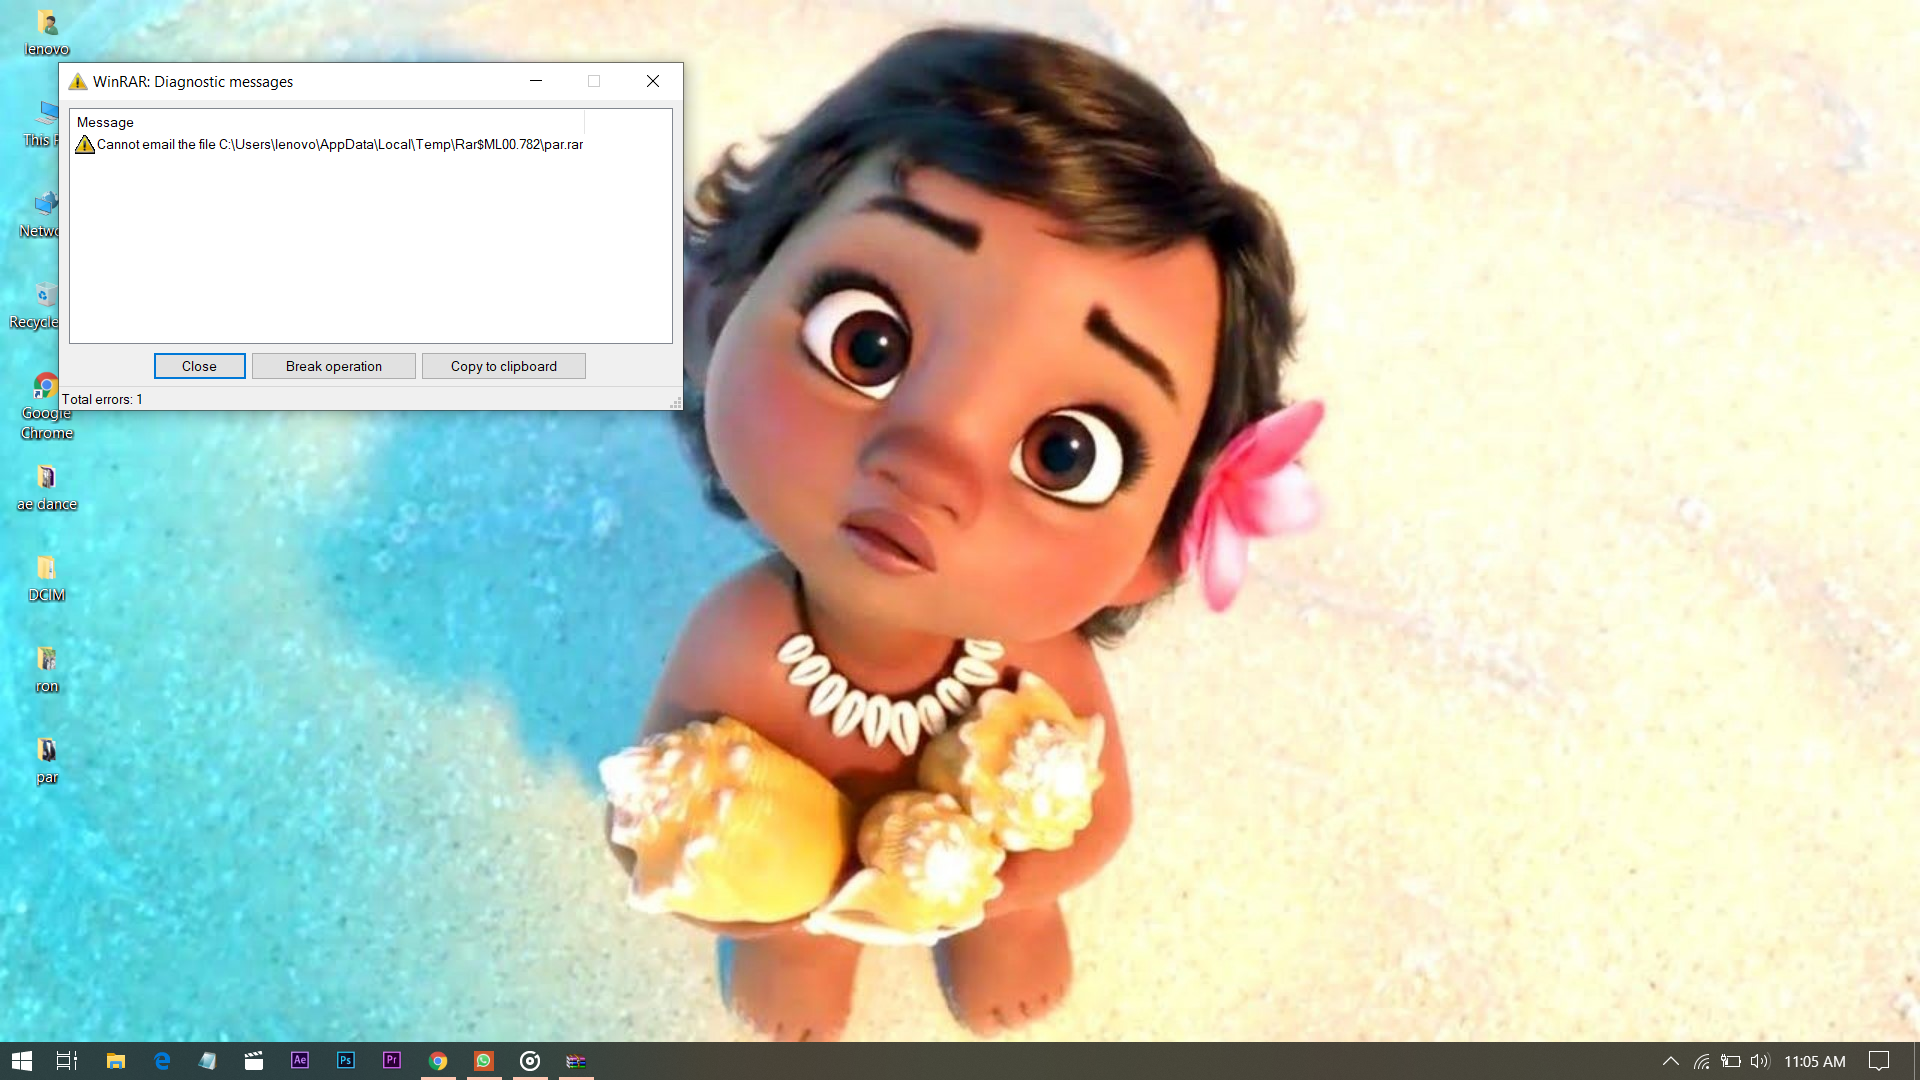 lenovo
WinRAR: Diagnostic messages
Message
Cannot email the file C:\Users\lenovo\AppData\Local\Temp\Rar$ML00.782\par.rar
This P
Netwo
Recycle
Close
Break operation
Copy to clipboard
Total errors: 1
Google
Chrome
ae dance
DCIM
ron
par
Ae
Ps
Pr
11:05 AM